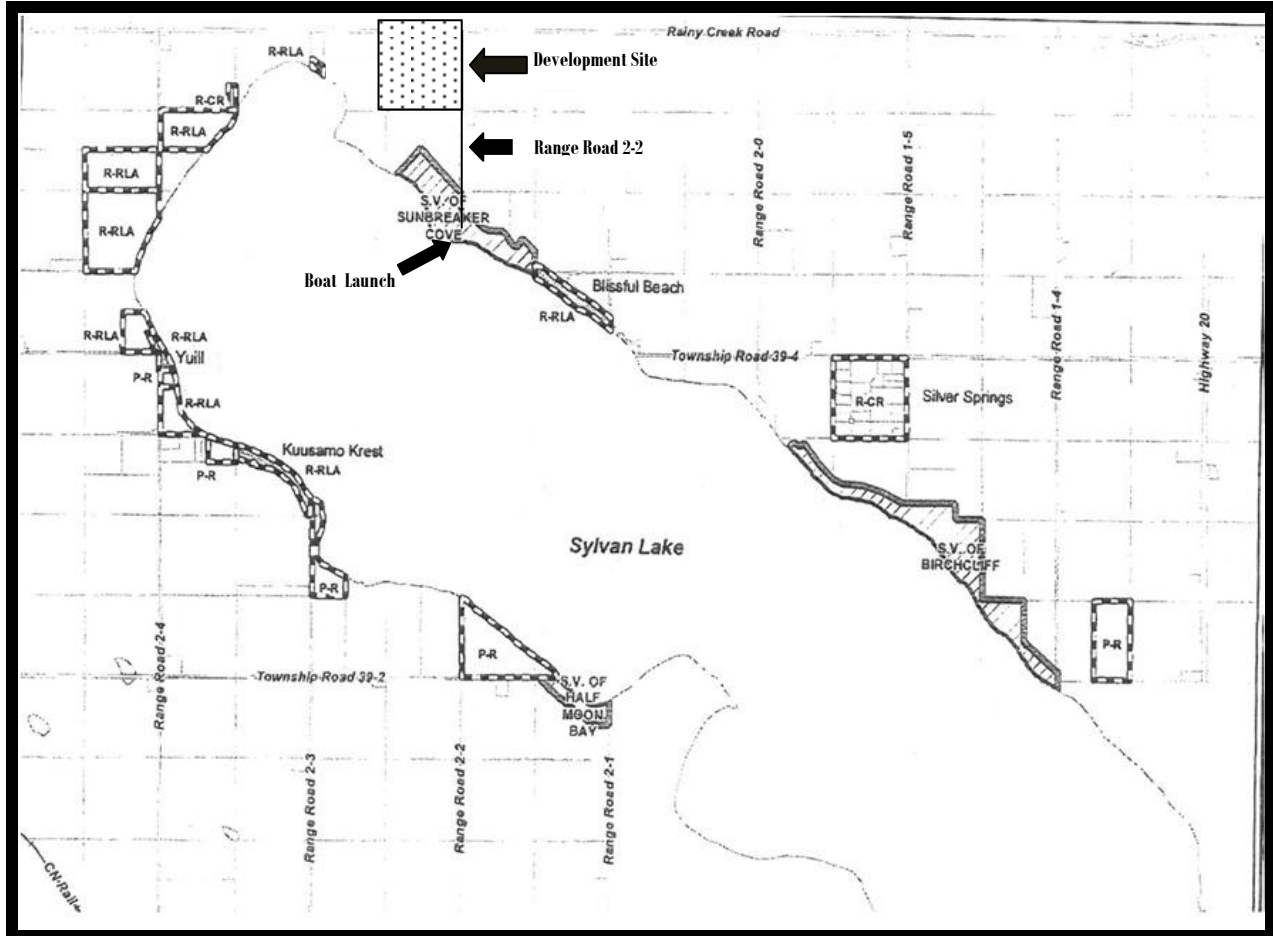 Rainy Creek Road
R-RLA
Development Site
R-CR
R-RLA
Range Road 2-2
R-RLA
R-RLA
S.V. OF
SUNBREAKER
COVE
Boat Launch
Blissful Beach
R-RLA
Range Road 2-0
Range Road 1-5
Range Road 1-4
Highway 20
R-RLA
R-RLA
Yuill
P-R
R-RLA
Township Road 39-4
R-CR
Silver Springs
Kuusamo Krest
R-RLA
P-R
Sylvan Lake
S.V. OF
BIRCHCLIFF
P-R
P-R
P-R
Township Road 39-2
S.V. OF
HALF
MOON
BAY
Range Road 2-4
Range Road 2-3
Range Road 2-2
Range Road 2-1
CN-Rail